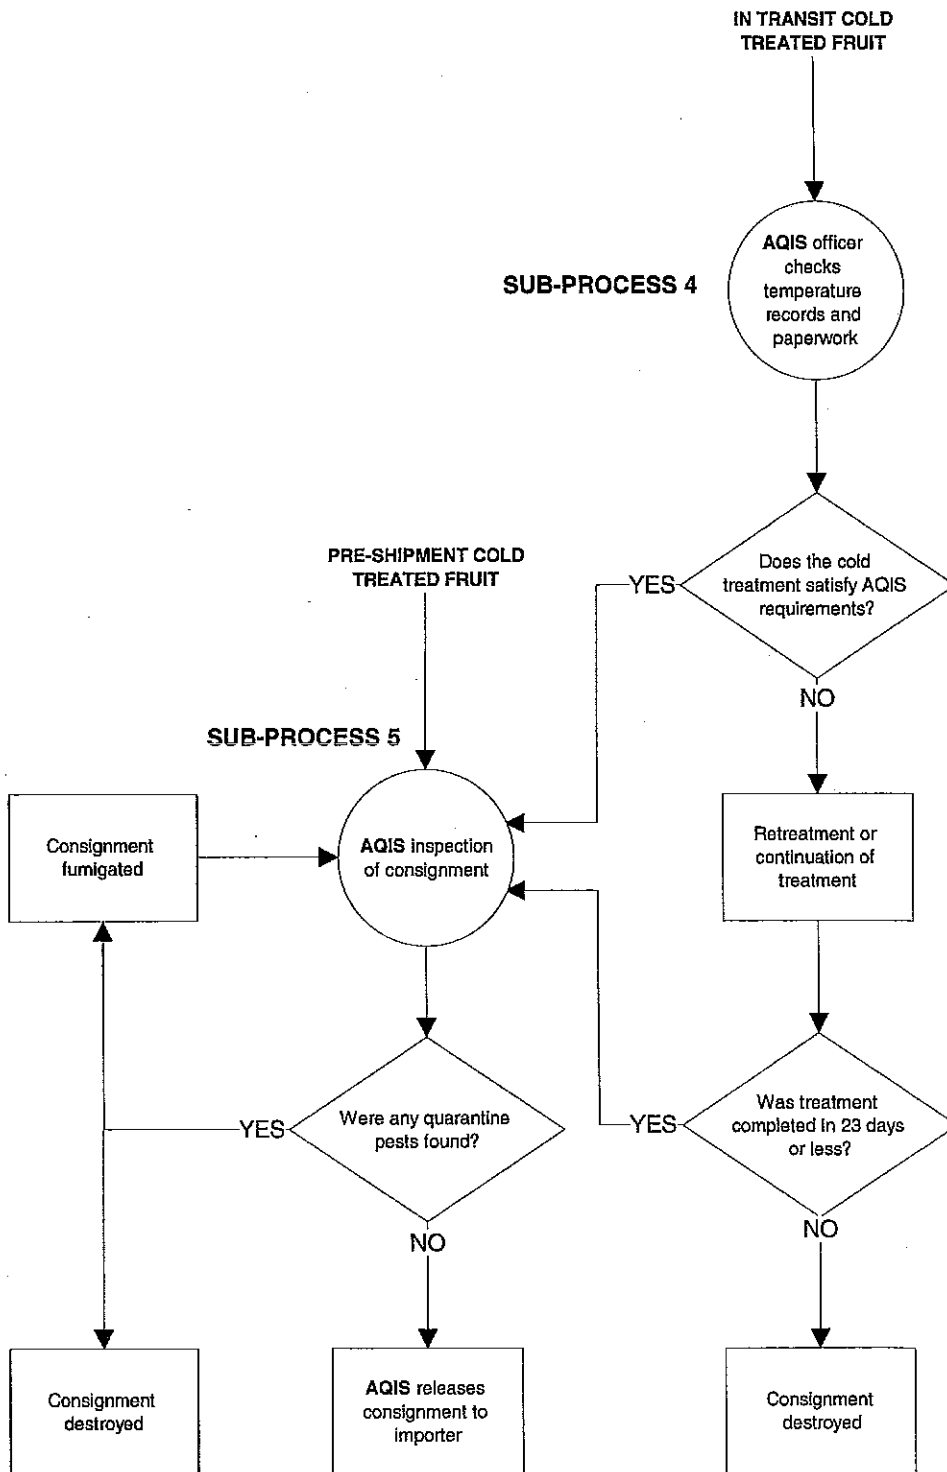 IN TRANSIT COLD
TREATED FRUIT
AQIS officer
checks
temperature
records and
paperwork
SUB-PROCESS 4
Does the cold
treatment satisfy AQIS
requirements?
YES
NO
PRE-SHIPMENT COLD
TREATED FRUIT
SUB-PROCESS 5
Consignment
fumigated
AQIS inspection
of consignment
Retreatment or
continuation of
treatment
Were any quarantine
pests found?
YES
NO
Was treatment
completed in 23 days
or less?
YES
NO
Consignment
destroyed
AQIS releases
consignment to
importer
Consignment
destroyed